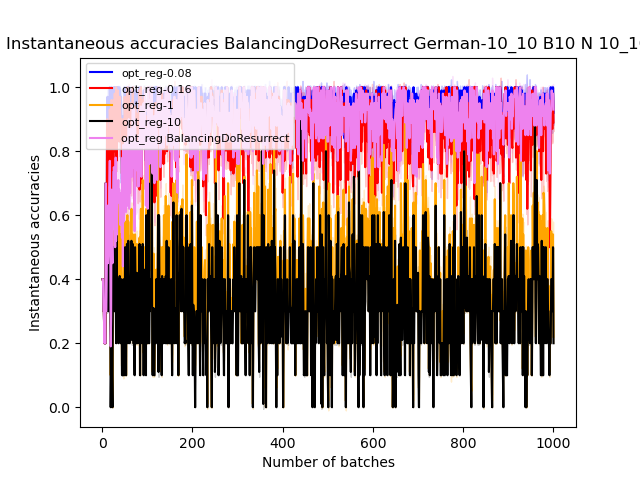 Instantaneous accuracies BalancingDoResurrect German-10_10 B10 N 10_1
opt_reg-0.08
opt_reg-0.16
opt_reg-1
opt_reg-10
opt_reg BalancingDoResurrect
1.0
0.8
0.6
0.4
0.2
0.0
Instantaneous accuracies
0 200 400 600 800 1000
Number of batches